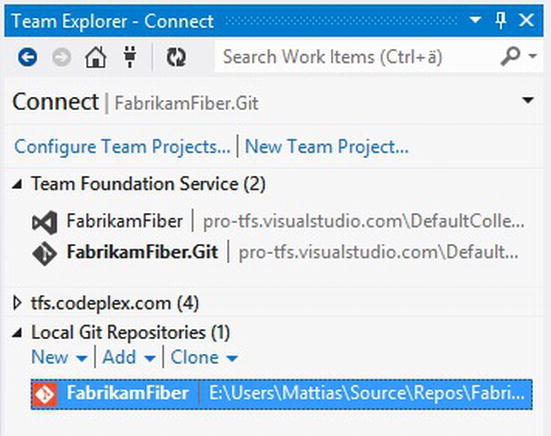 Team Explorer - Connect
Search Work Items (Ctrl+ä)
Connect | FabrikamFiber.Git
Configure Team Projects... | New Team Project...
Team Foundation Service (2)
FabrikamFiber | pro-tfs.visualstudio.com\DefaultColle...
FabrikamFiber.Git | pro-tfs.visualstudio.com\Default...
tfs.codeplex.com (4)
Local Git Repositories (1)
New | Add | Clone
FabrikamFiber | E:\Users\Mattias\Source\Repos\Fabri...